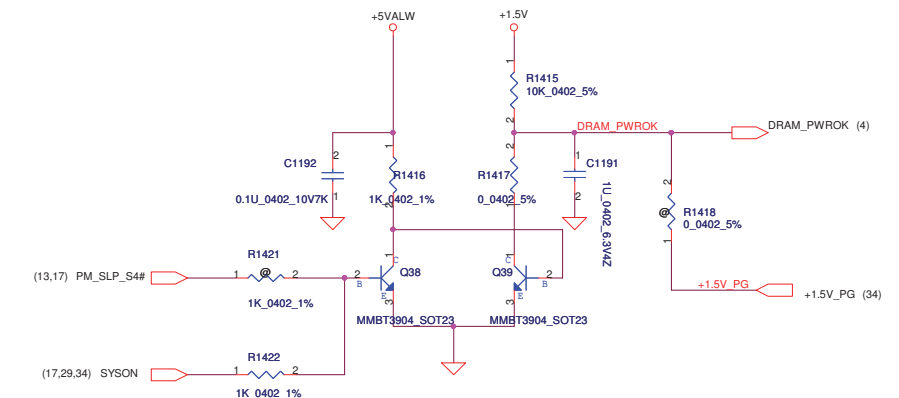 +5VALW
+1.5V
1
R1415
10K_0402_5%
2
DRAM_PWROK
DRAM_PWROK (4)
2
C1192
1
0.1U_0402_10V7K
1
R1416
1K_0402_1%
2
2
R1417
0_0402_5%
1
1
C1191
2
1U_0402_6.3V4Z
2
@
R1418
0_0402_5%
1
R1421
(13,17) PM_SLP_S4#
1
@
2
1K_0402_1%
2
B
1
C
Q38
E
3
MMBT3904_SOT23
1
C
Q39
2
B
E
3
MMBT3904_SOT23
+1.5V_PG
+1.5V_PG (34)
R1422
(17,29,34) SYSON
1
2
1K_0402_1%